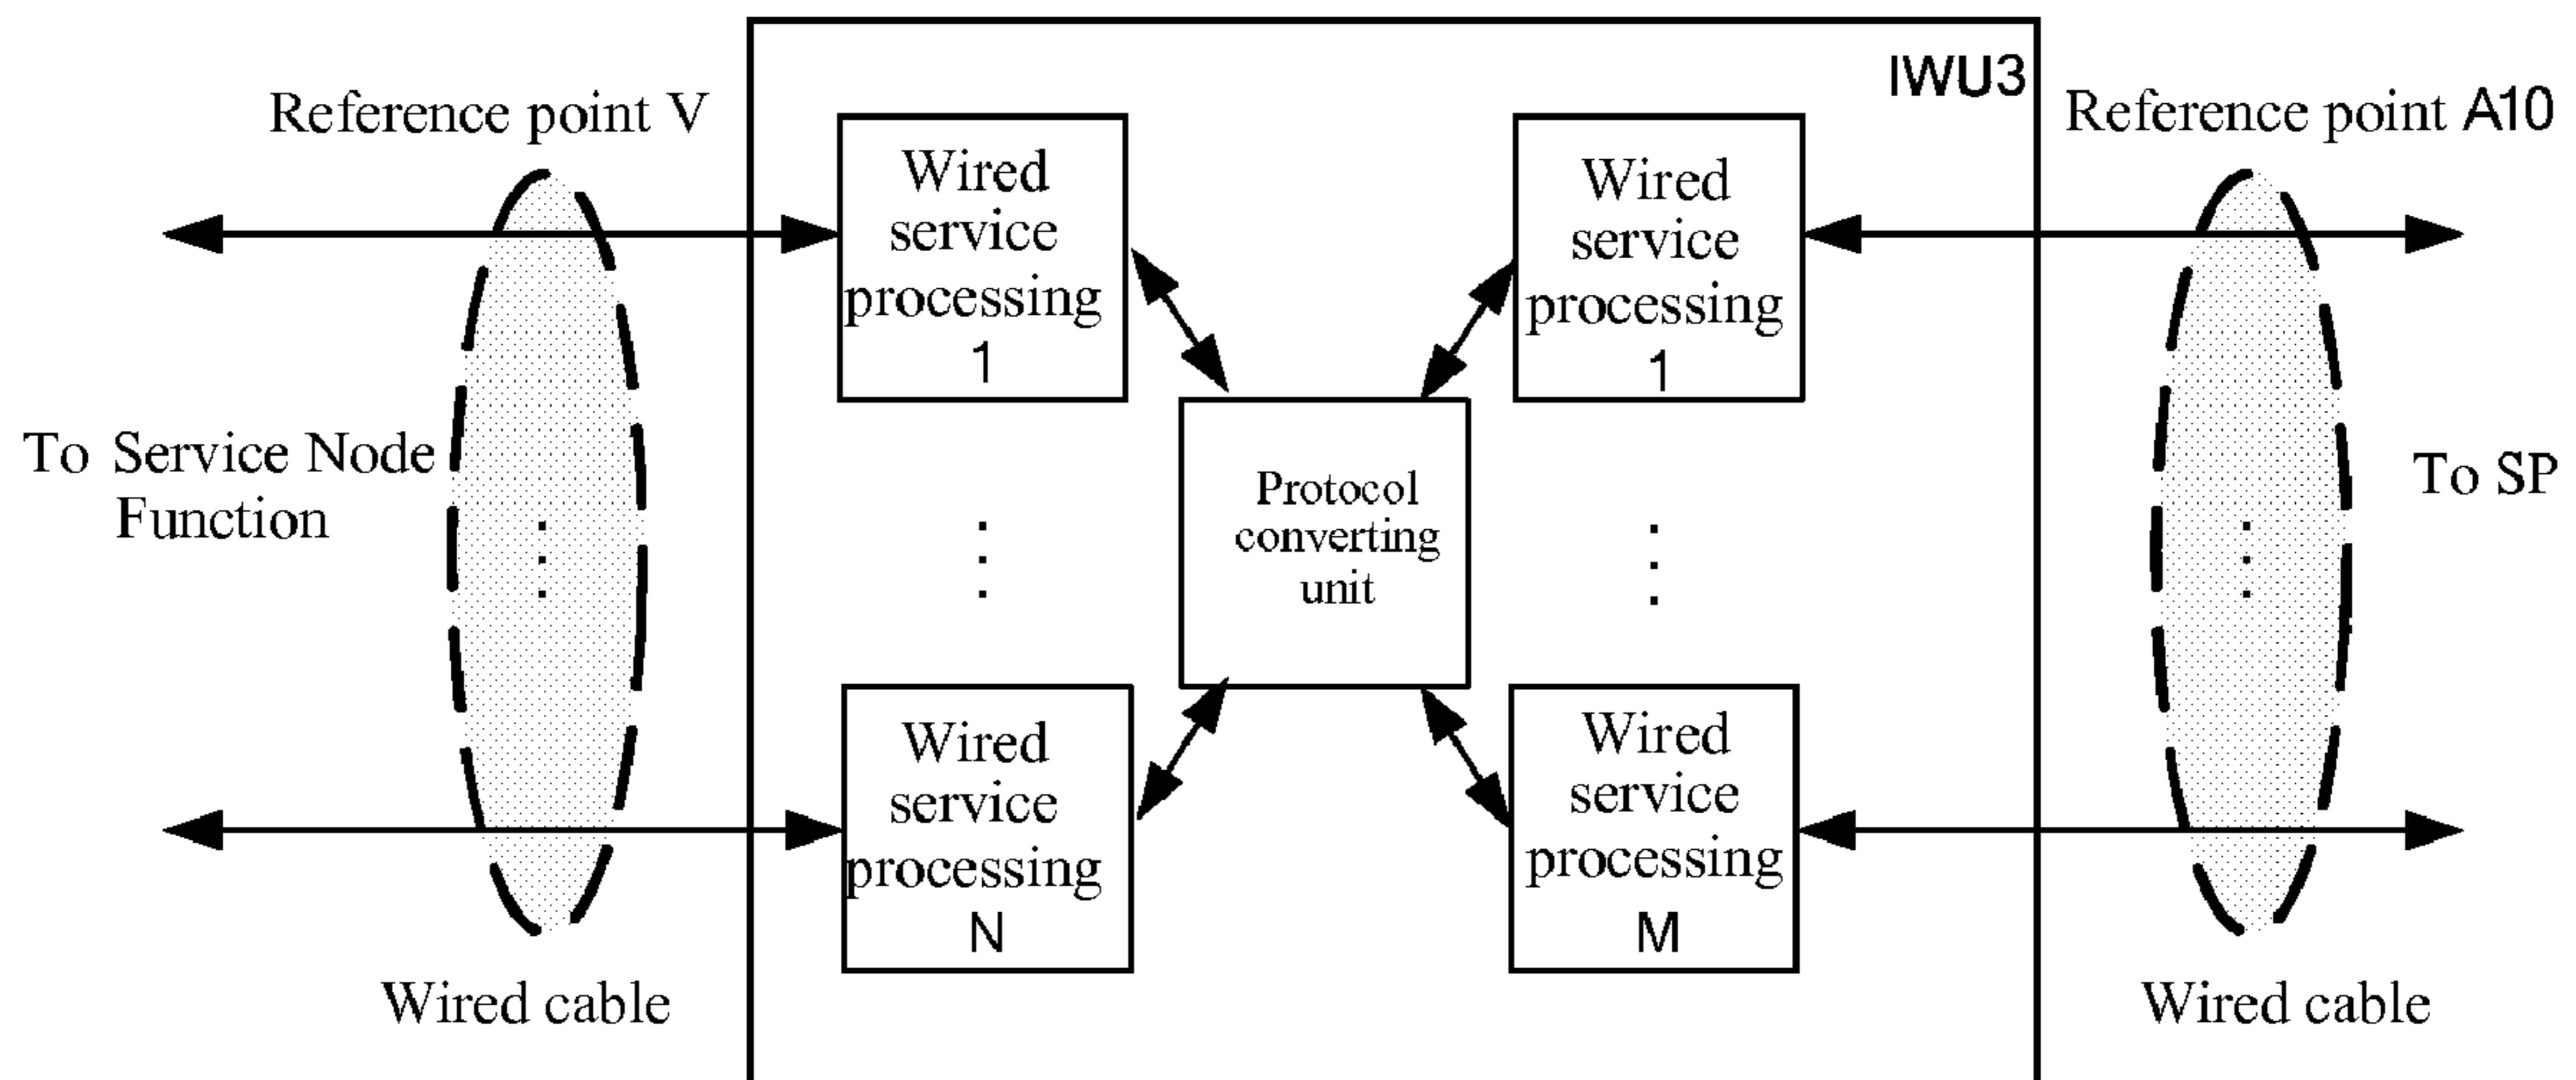 IWU3
Reference point V
Reference point A10
Wired
service
processing
1
Wired
service
processing
1
To Service Node
Function
Protocol
converting
unit
To SP
Wired
service
processing
N
Wired
service
processing
M
Wired cable
Wired cable